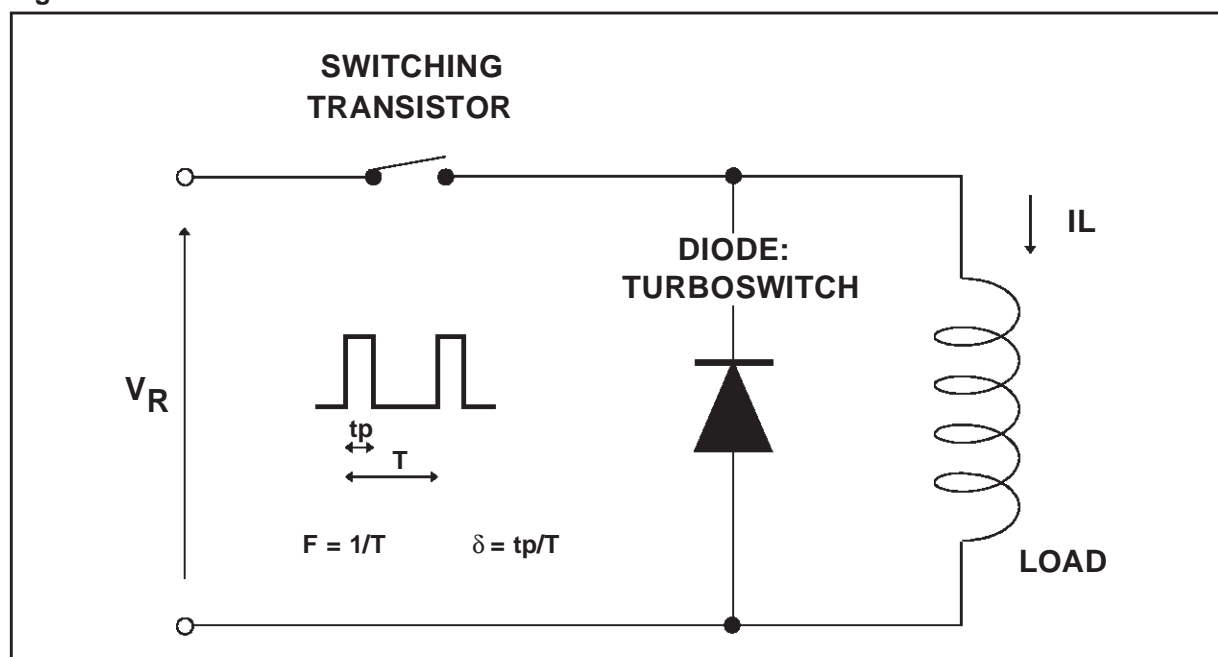 SWITCHING
TRANSISTOR
IL
DIODE:
TURBOSWITCH
VR
tp
T
F = 1/T δ = tp/T
LOAD